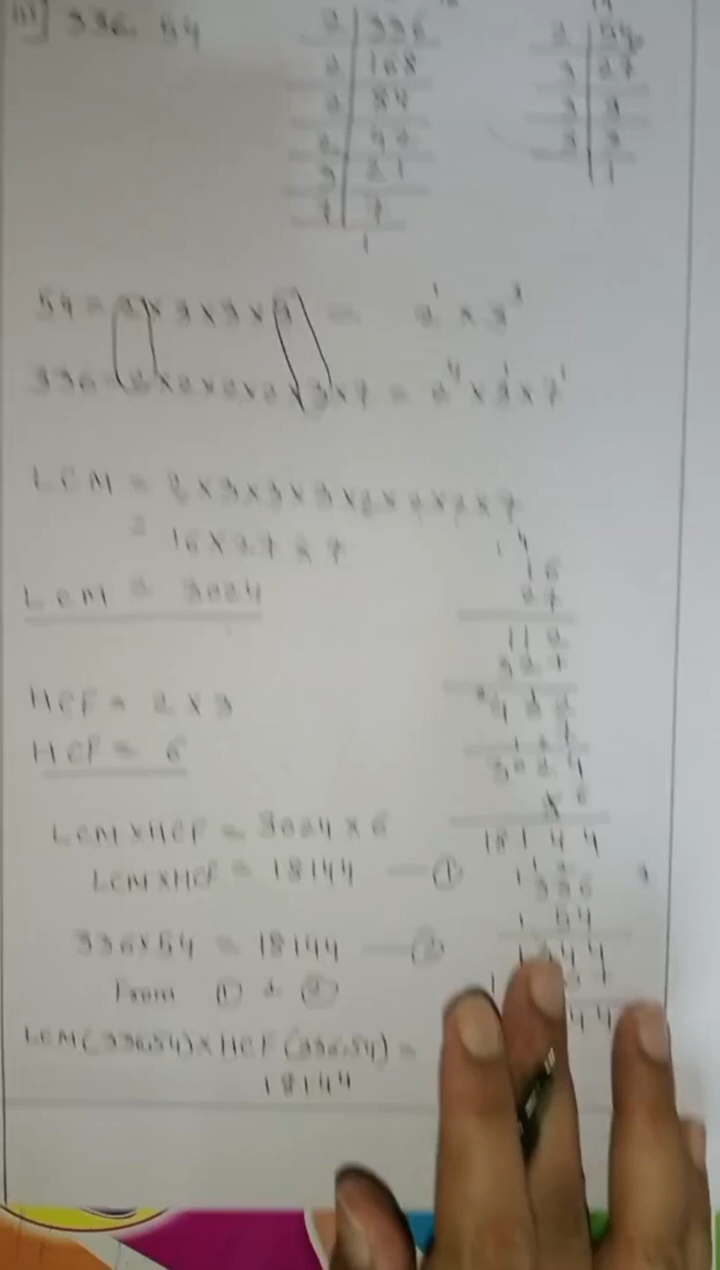 iii] 336, 54
2 | 336
2 | 168
2 | 84
2 | 42
3 | 21
7 | 7
1
2 | 54
3 | 27
3 | 9
3 | 3
1
54 = 2 x 3 x 3 x 3 = 2¹ x 3³
336 = 2 x 2 x 2 x 2 x 3 x 7 = 2⁴ x 3¹ x 7¹
LCM = 2 x 3 x 3 x 3 x 2 x 2 x 2 x 7
= 16 x 27 x 7
LCM = 3024
HCF = 2 x 3
HCF = 6
LCM x HCF = 3024 x 6
LCM x HCF = 18144 — ①
336 x 54 = 18144 — ②
From ① & ②
LCM (336,54) x HCF (336,54) =
18144
16
27
112
3024
x 6
18144
336
54